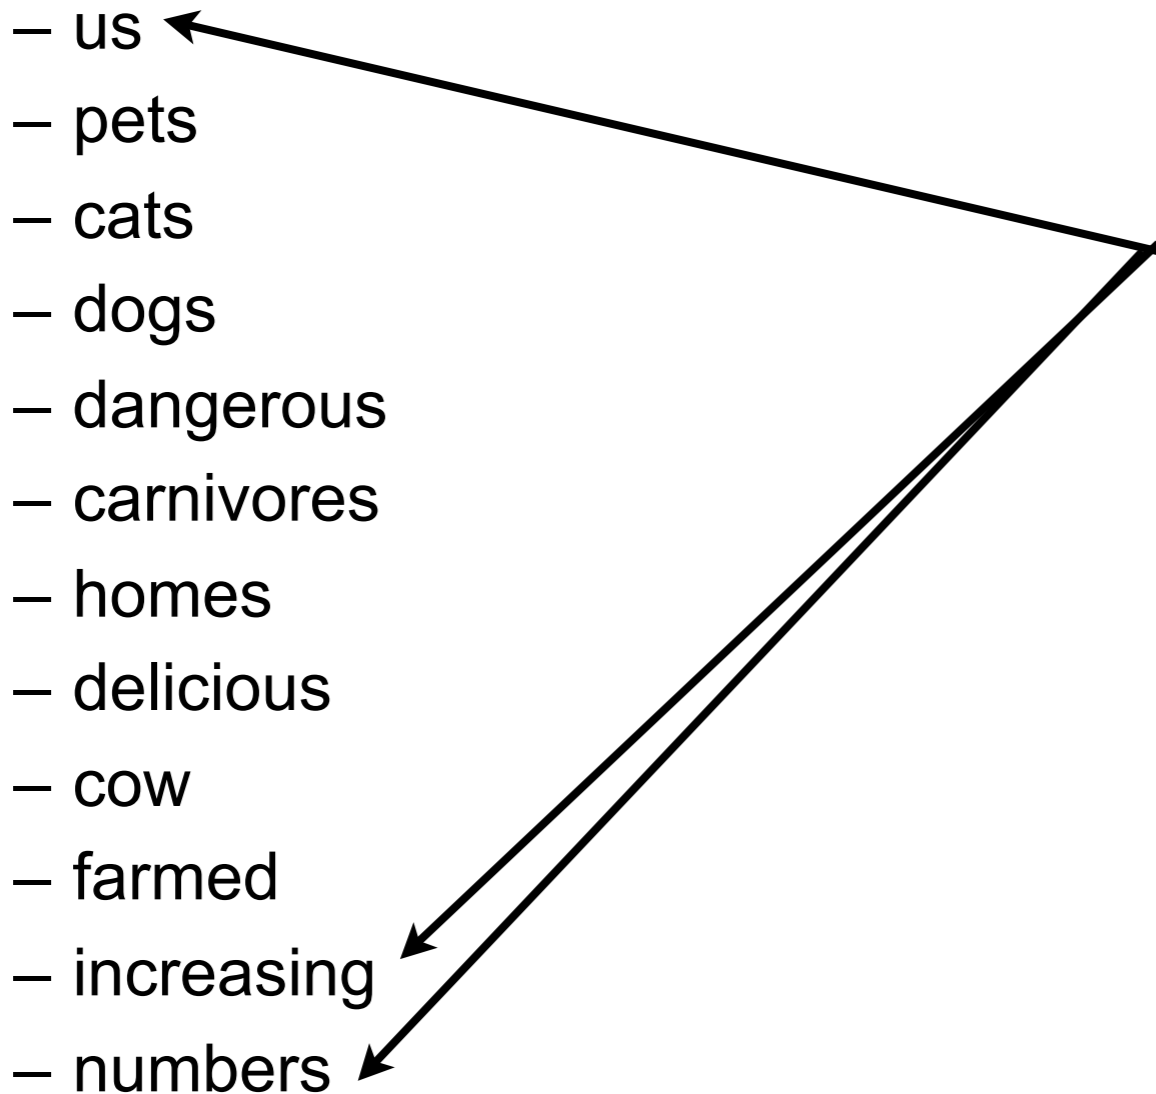 – us
– pets
– cats
– dogs
– dangerous
– carnivores
– homes
– delicious
– cow
– farmed
– increasing
– numbers